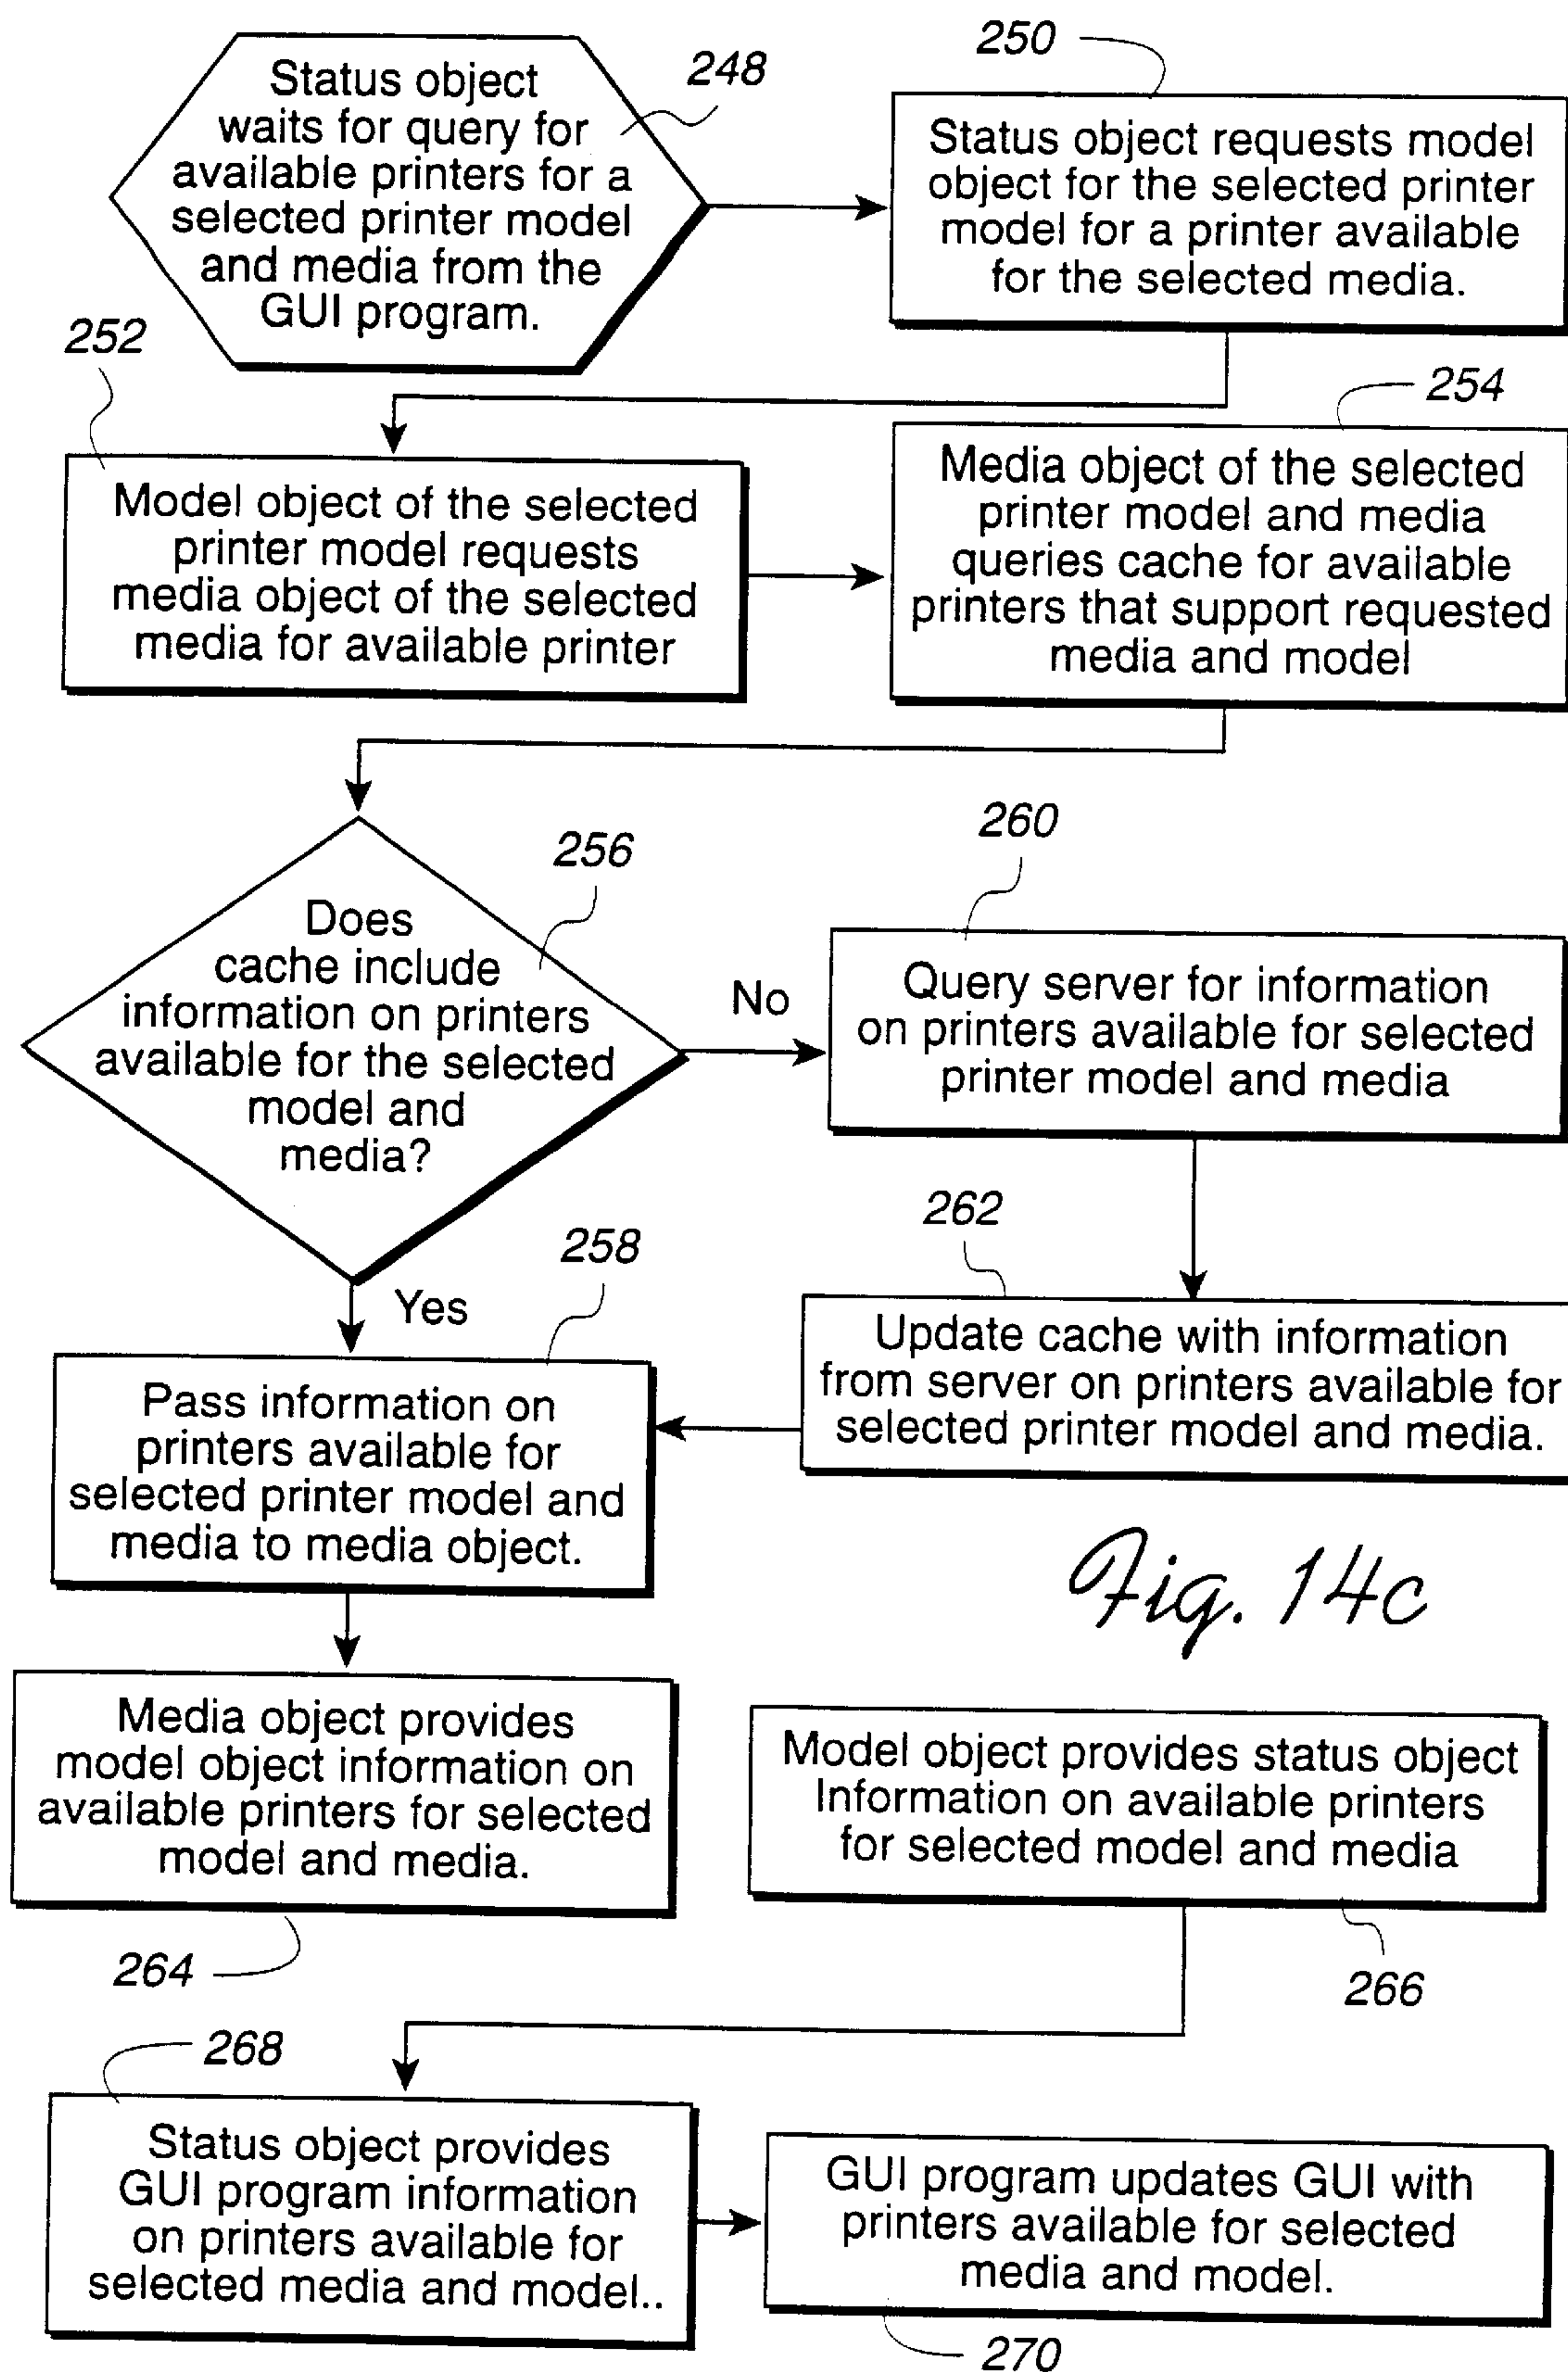 248
Status object
waits for query for
available printers for a
selected printer model
and media from the
GUI program.
250
Status object requests model
object for the selected printer
model for a printer available
for the selected media.
252
Model object of the selected
printer model requests
media object of the selected
media for available printer
254
Media object of the selected
printer model and media
queries cache for available
printers that support requested
media and model
256
Does
cache include
information on printers
available for the selected
model and
media?
No
260
Query server for information
on printers available for selected
printer model and media
Yes
258
Pass information on
printers available for
selected printer model and
media to media object.
262
Update cache with information
from server on printers available for
selected printer model and media.
Fig. 14c
Media object provides
model object information on
available printers for selected
model and media.
264
Model object provides status object
Information on available printers
for selected model and media
266
268
Status object provides
GUI program information
on printers available for
selected media and model..
GUI program updates GUI with
printers available for selected
media and model.
270